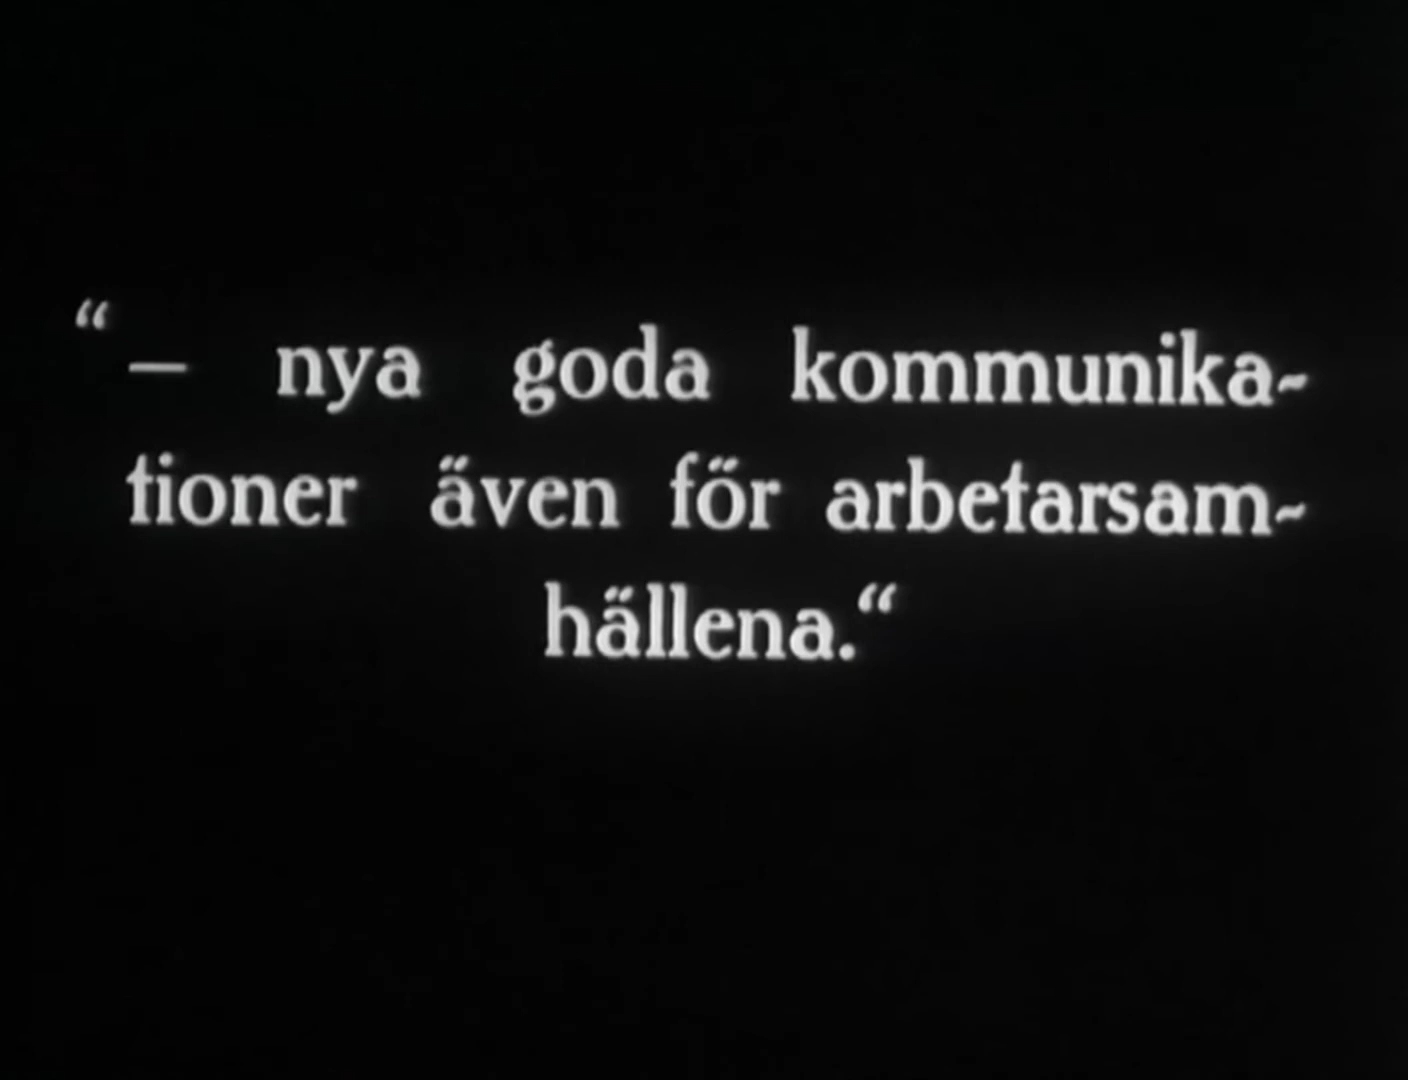 “– nya goda kommunika-
tioner även för arbetarsam-
hällena.“